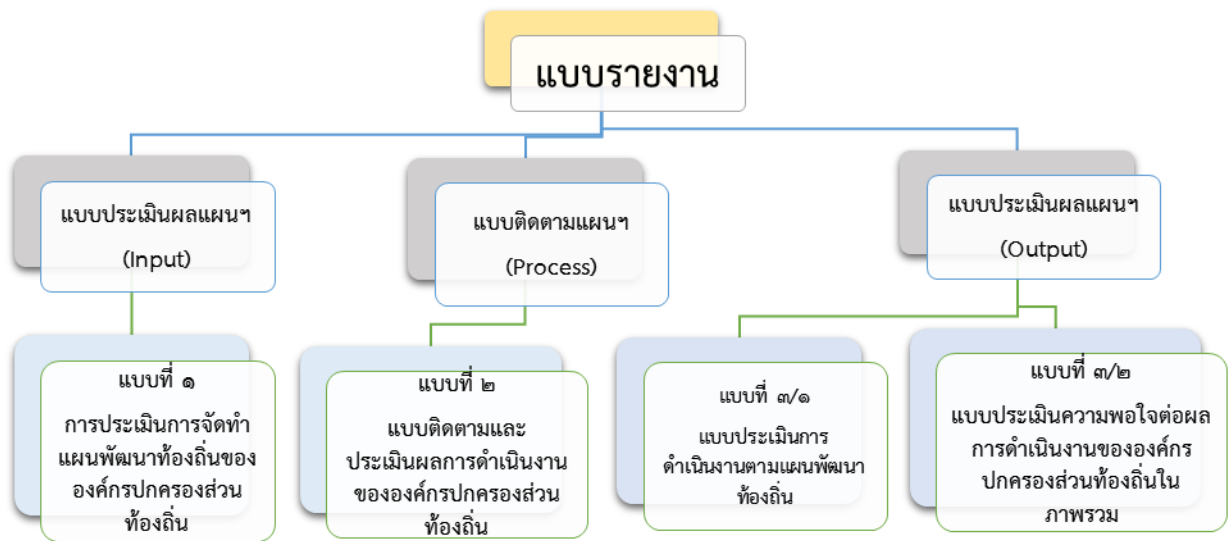 แบบรายงาน
แบบประเมินผลแผนฯ
(Input)
แบบติดตามแผนฯ
(Process)
แบบประเมินผลแผนฯ
(Output)
แบบที่ ๑
การประเมินการจัดทำ
แผนพัฒนาท้องถิ่นของ
องค์กรปกครองส่วน
ท้องถิ่น
แบบที่ ๒
แบบติดตามและ
ประเมินผลการดำเนินงาน
ขององค์กรปกครองส่วน
ท้องถิ่น
แบบที่ ๓/๑
แบบประเมินการ
ดำเนินงานตามแผนพัฒนา
ท้องถิ่น
แบบที่ ๓/๒
แบบประเมินความพอใจต่อผล
การดำเนินงานขององค์กร
ปกครองส่วนท้องถิ่นใน
ภาพรวม